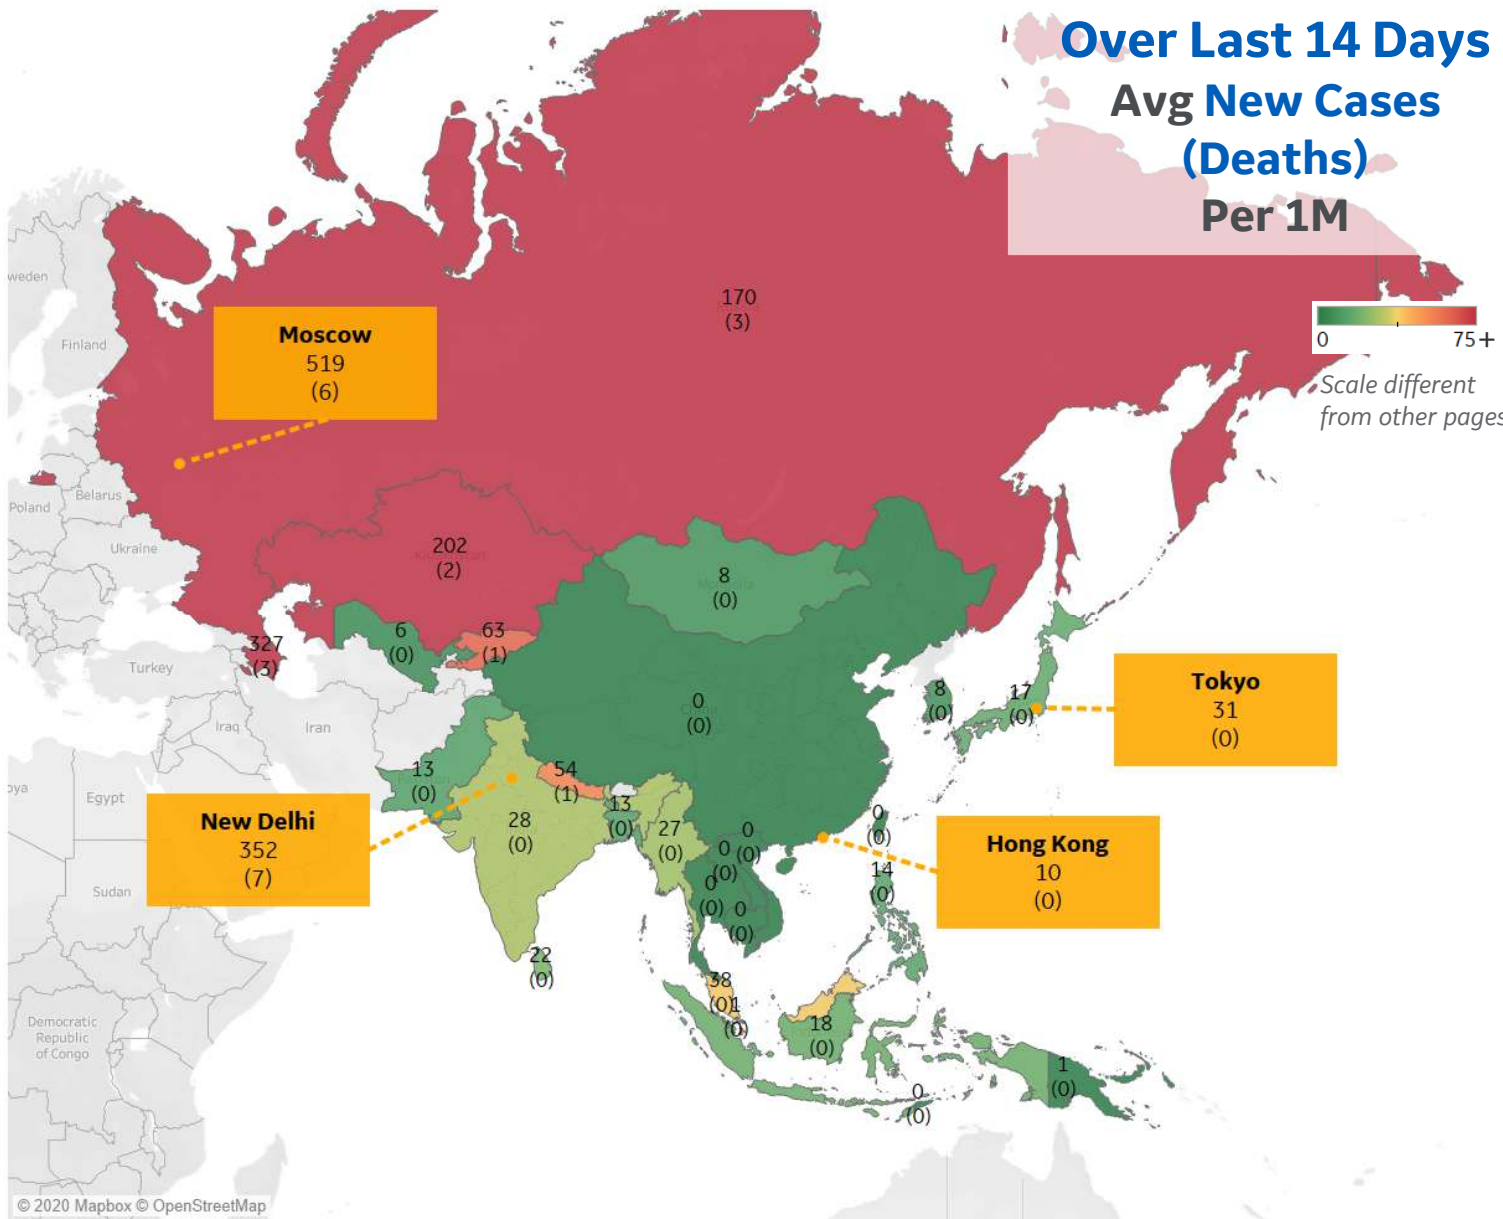 Over Last 14 Days
Avg New Cases
(Deaths)
Per 1M
0
75+
Scale different
from other pages
170
(3)
Moscow
519
(6)
weden
Finland
Poland
Belarus
Ukraine
202
(2)
8
(0)
6
(0)
63
(1)
327
(3)
Turkey
Iraq
Iran
0
(0)
8
(0)
17
(0)
Tokyo
31
(0)
oya
Egypt
13
(0)
54
(1)
13
(0)
28
(0)
27
(0)
New Delhi
352
(7)
0
(0)
0
(0)
0
(0)
0
(0)
0
(0)
14
(0)
Hong Kong
10
(0)
Sudan
22
(0)
38
(0)
1
(0)
18
(0)
Democratic
Republic
of Congo
0
(0)
1
(0)
© 2020 Mapbox © OpenStreetMap